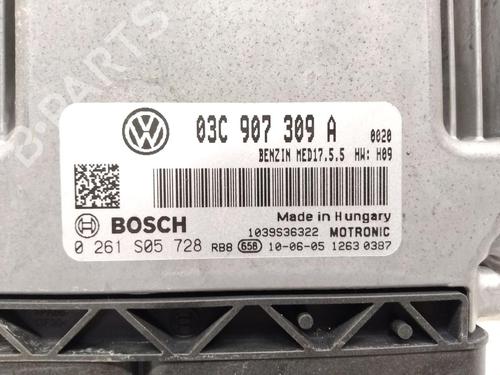 B-Parts
03C 907 309 A 0020
BENZIN MED17.5.5 HW: H09
BOSCH
Made in Hungary
1039S36322 MOTRONIC
0 261 S05 728 RB8 658 10-06-05 1263 0387